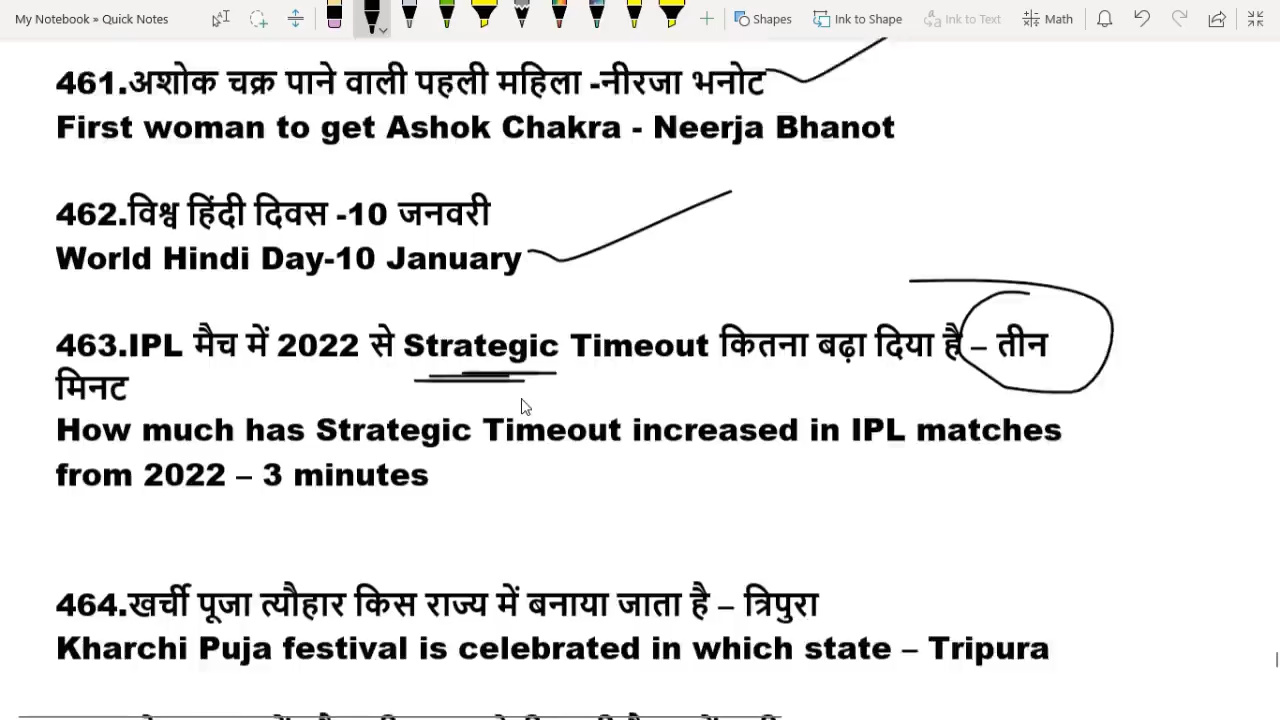 My Notebook » Quick Notes
Shapes
Ink to Shape
Ink to Text
Math
461.अशोक चक्र पाने वाली पहली महिला -नीरजा भनोट
First woman to get Ashok Chakra - Neerja Bhanot
462.विश्व हिंदी दिवस -10 जनवरी
World Hindi Day-10 January
463.IPL मैच में 2022 से Strategic Timeout कितना बढ़ा दिया है – तीन
मिनट
How much has Strategic Timeout increased in IPL matches
from 2022 – 3 minutes
464.खर्ची पूजा त्यौहार किस राज्य में बनाया जाता है – त्रिपुरा
Kharchi Puja festival is celebrated in which state – Tripura